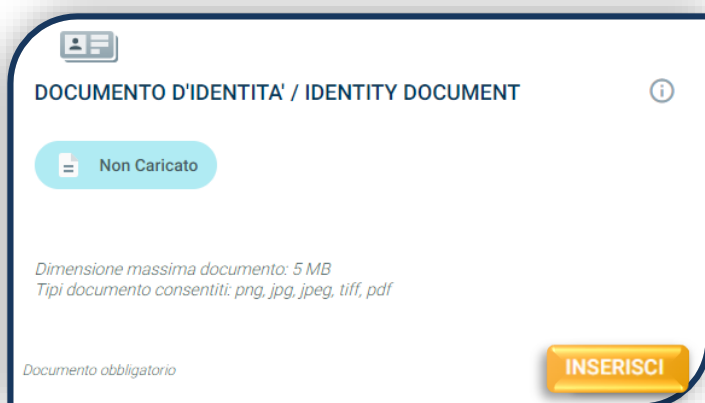 DOCUMENTO D'IDENTITA' / IDENTITY DOCUMENT
Non Caricato
Dimensione massima documento: 5 MB
Tipi documento consentiti: png, jpg, jpeg, tiff, pdf
Documento obbligatorio
INSERISCI